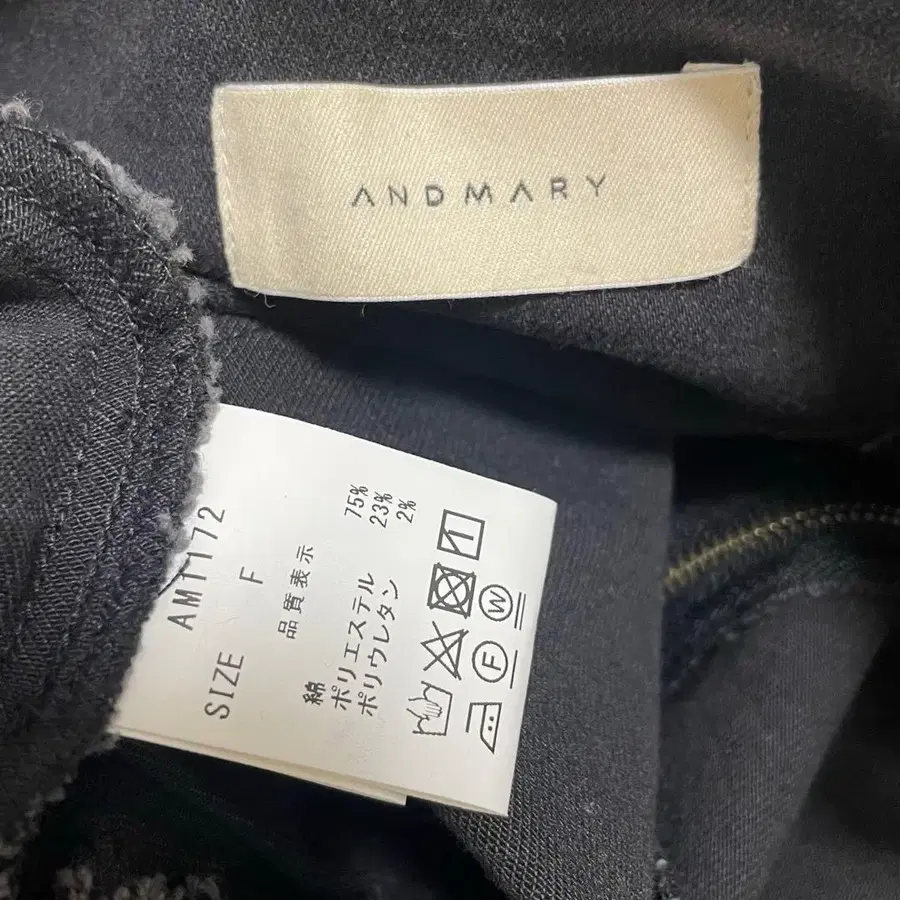 ANDMARY
AM1172
SIZE F
品質表示
綿 75%
ポリエステル 23%
ポリウレタン 2%
W
F